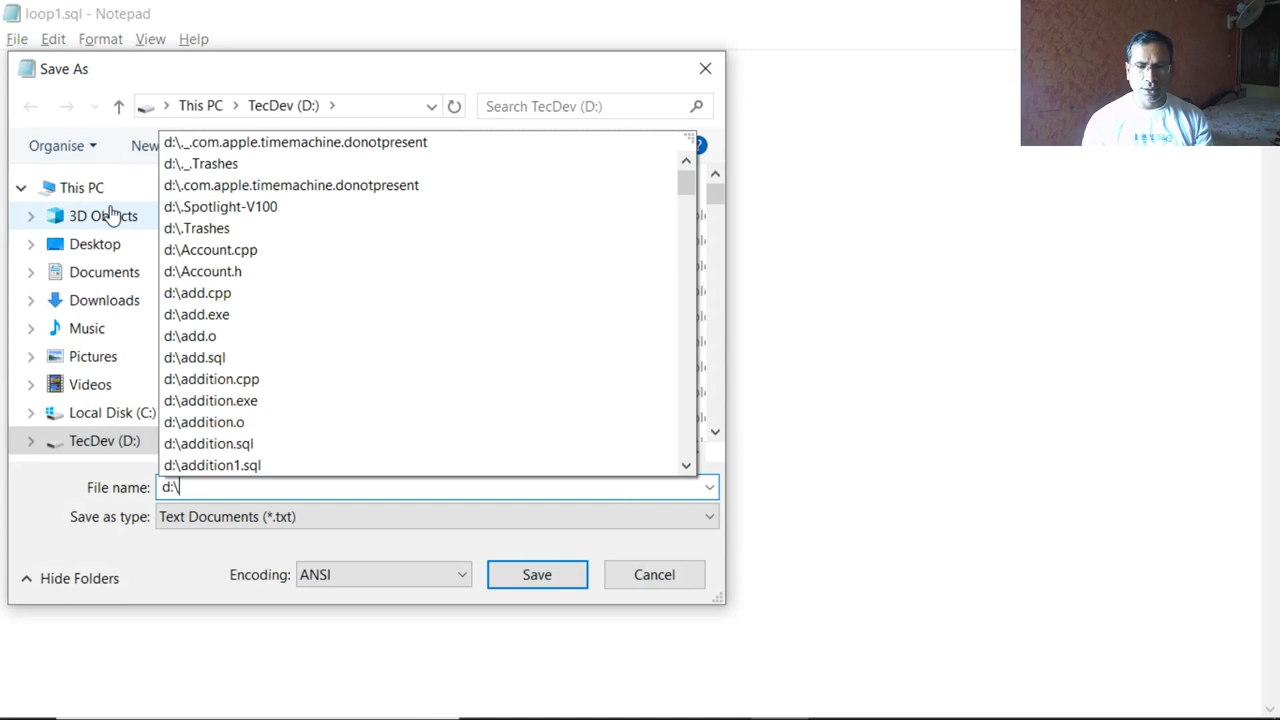 loop1.sql - Notepad
File Edit Format View Help
Save As
This PC TecDev (D:)
Search TecDev (D:)
Organise New
d:\._.com.apple.timemachine.donotpresent
d:\._.Trashes
d:\.com.apple.timemachine.donotpresent
d:\.Spotlight-V100
d:\.Trashes
d:\Account.cpp
d:\Account.h
d:\add.cpp
d:\add.exe
d:\add.o
d:\add.sql
d:\addition.cpp
d:\addition.exe
d:\addition.o
d:\addition.sql
d:\addition1.sql
This PC
3D Objects
Desktop
Documents
Downloads
Music
Pictures
Videos
Local Disk (C:)
TecDev (D:)
File name: d:\
Save as type: Text Documents (*.txt)
Hide Folders
Encoding: ANSI
Save
Cancel